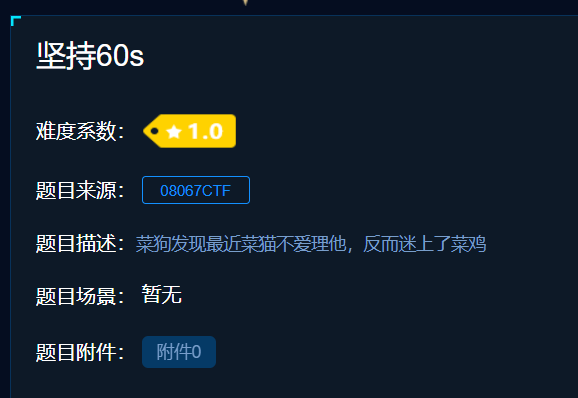 坚持60s
难度系数： 1.0
题目来源： 08067CTF
题目描述：菜狗发现最近菜猫不爱理他，反而迷上了菜鸡
题目场景： 暂无
题目附件： 附件0